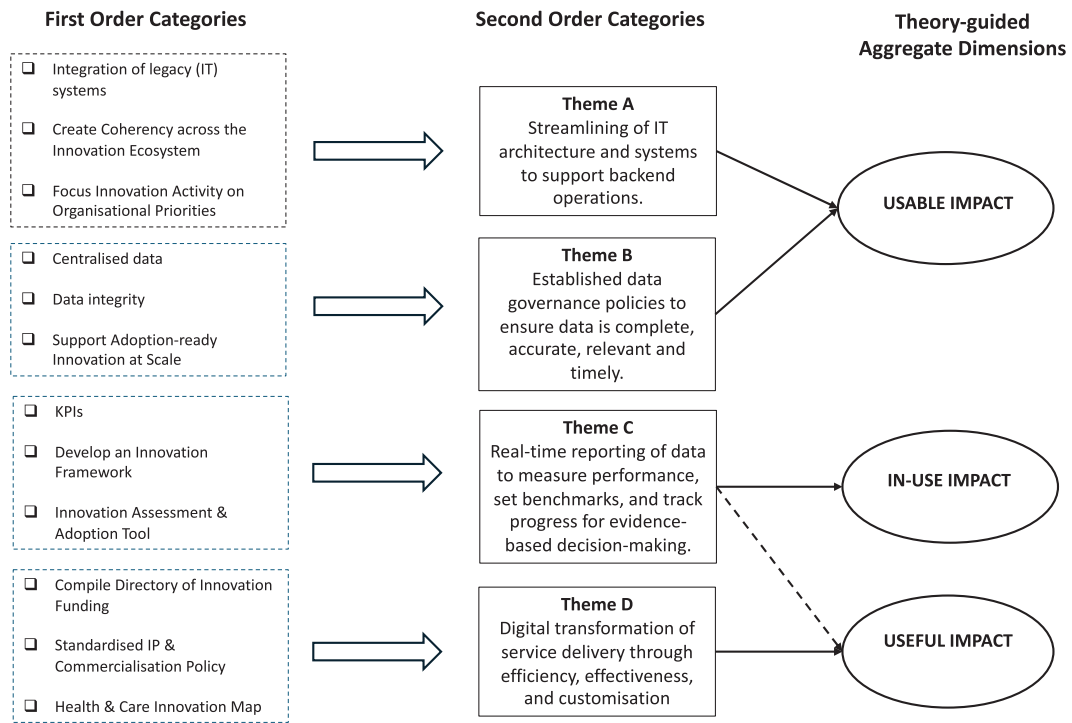 First Order Categories
Second Order Categories
Theory-guided
Aggregate Dimensions
Integration of legacy (IT)
systems
Create Coherency across the
Innovation Ecosystem
Focus Innovation Activity on
Organisational Priorities
Centralised data
Data integrity
Support Adoption-ready
Innovation at Scale
KPIs
Develop an Innovation
Framework
Innovation Assessment &
Adoption Tool
Compile Directory of Innovation
Funding
Standardised IP &
Commercialisation Policy
Health & Care Innovation Map
Theme A
Streamlining of IT
architecture and systems
to support backend
operations.
Theme B
Established data
governance policies to
ensure data is complete,
accurate, relevant and
timely.
Theme C
Real-time reporting of data
to measure performance,
set benchmarks, and track
progress for evidence-
based decision-making.
Theme D
Digital transformation of
service delivery through
efficiency, effectiveness,
and customisation
USABLE IMPACT
IN-USE IMPACT
USEFUL IMPACT